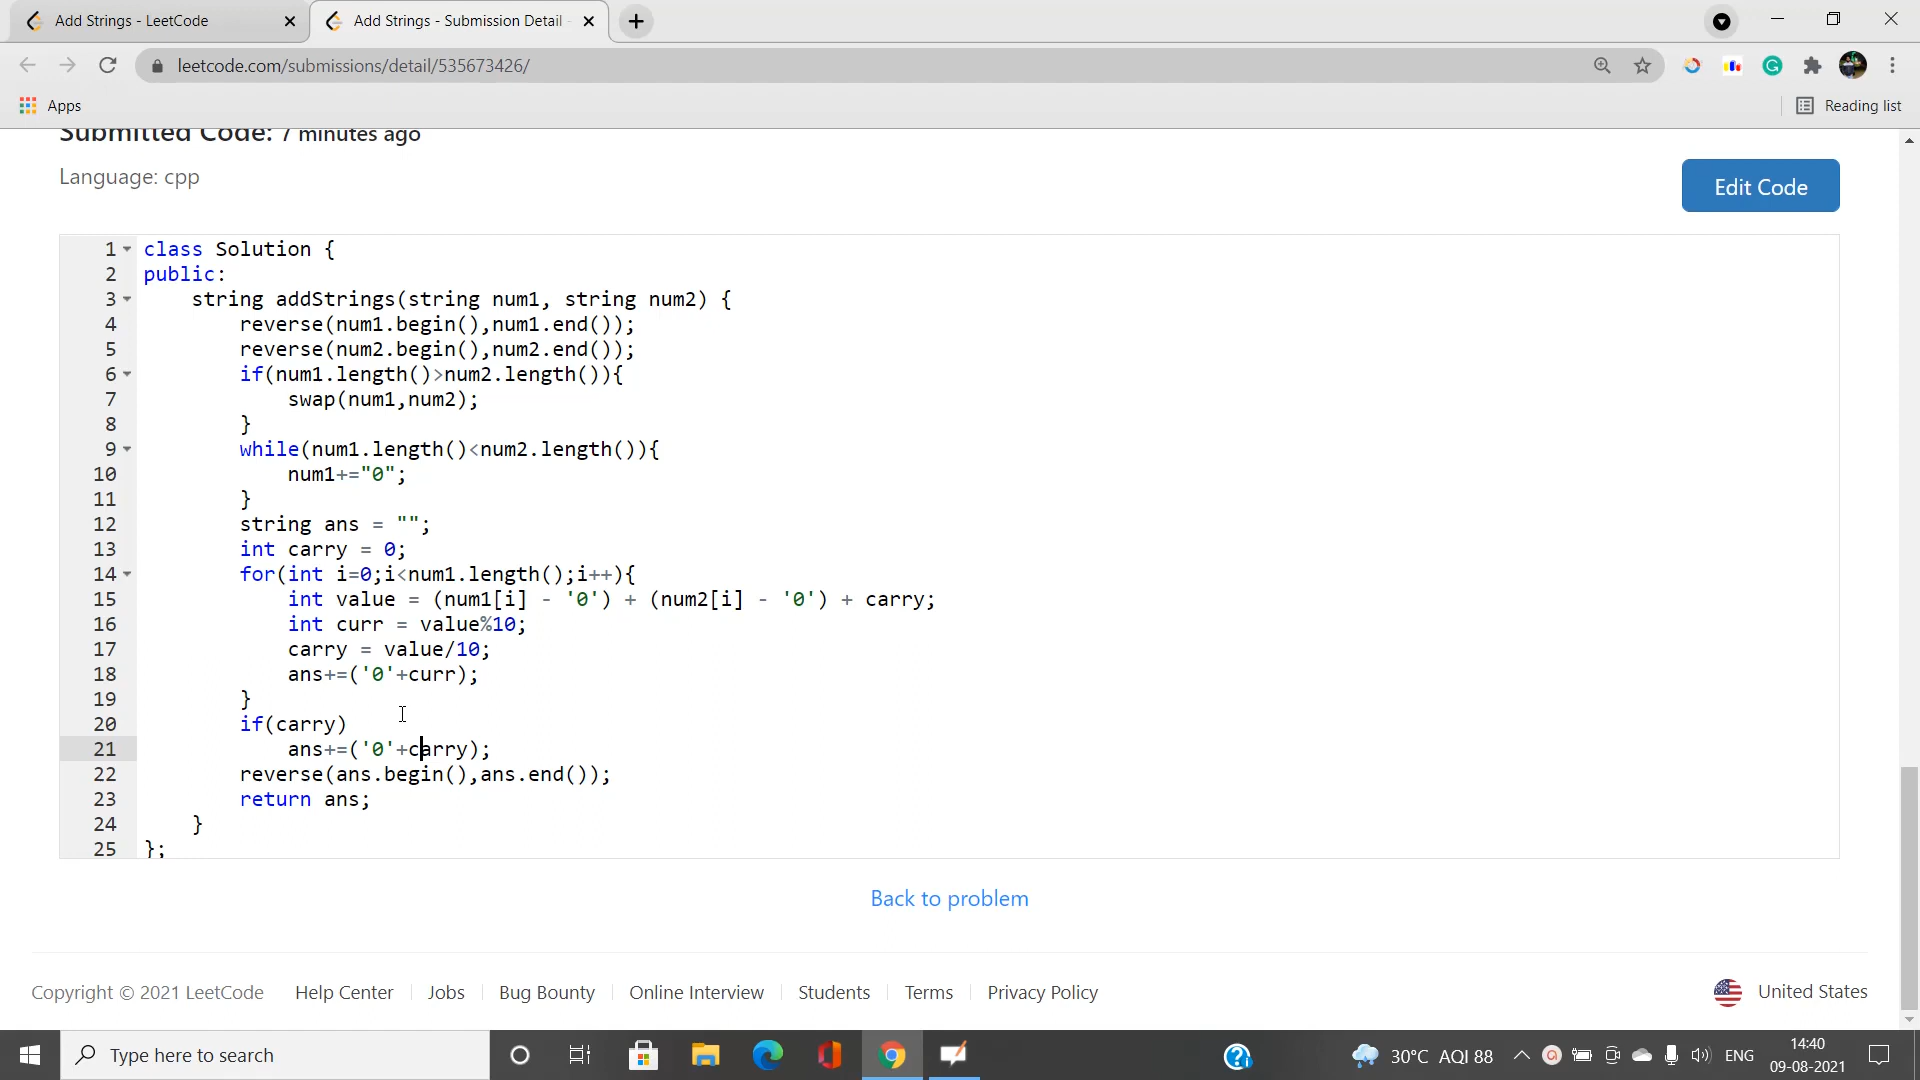 Add Strings - LeetCode
Add Strings - Submission Detail
leetcode.com/submissions/detail/535673426/
Apps
Reading list
Submitted Code: 7 minutes ago
Language: cpp
Edit Code
1 class Solution {
2 public:
3     string addStrings(string num1, string num2) {
4         reverse(num1.begin(),num1.end());
5         reverse(num2.begin(),num2.end());
6         if(num1.length()>num2.length()){
7             swap(num1,num2);
8         }
9         while(num1.length()<num2.length()){
10             num1+="0";
11         }
12         string ans = "";
13         int carry = 0;
14         for(int i=0;i<num1.length();i++){
15             int value = (num1[i] - '0') + (num2[i] - '0') + carry;
16             int curr = value%10;
17             carry = value/10;
18             ans+=('0'+curr);
19         }
20         if(carry)
21             ans+=('0'+carry);
22         reverse(ans.begin(),ans.end());
23         return ans;
24     }
25 };
Back to problem
Copyright © 2021 LeetCode Help Center Jobs Bug Bounty Online Interview Students Terms Privacy Policy United States
Type here to search
30°C AQI 88
ENG
14:40
09-08-2021